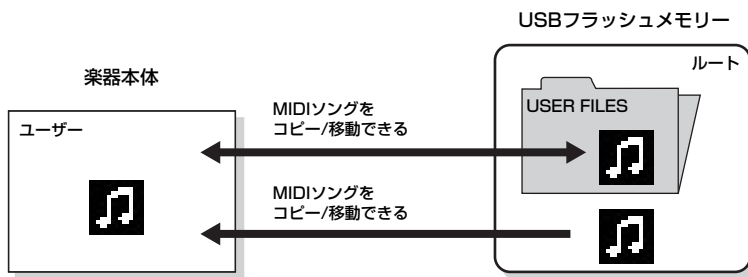 USBフラッシュメモリー
ルート
楽器本体
ユーザー
MIDIソングを
コピー/移動できる
USER FILES
MIDIソングを
コピー/移動できる